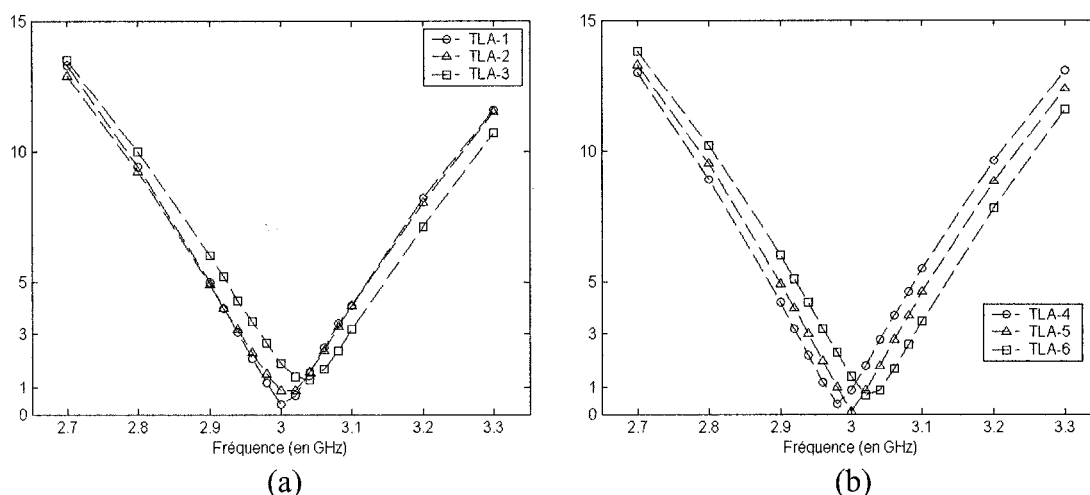 15
10
5
3
1
0
TLA-1
TLA-2
TLA-3
2.7 2.8 2.9 3 3.1 3.2 3.3
Fréquence (en GHz)
(a)
15
10
5
3
1
0
TLA-4
TLA-5
TLA-6
2.7 2.8 2.9 3 3.1 3.2 3.3
Fréquence (en GHz)
(b)